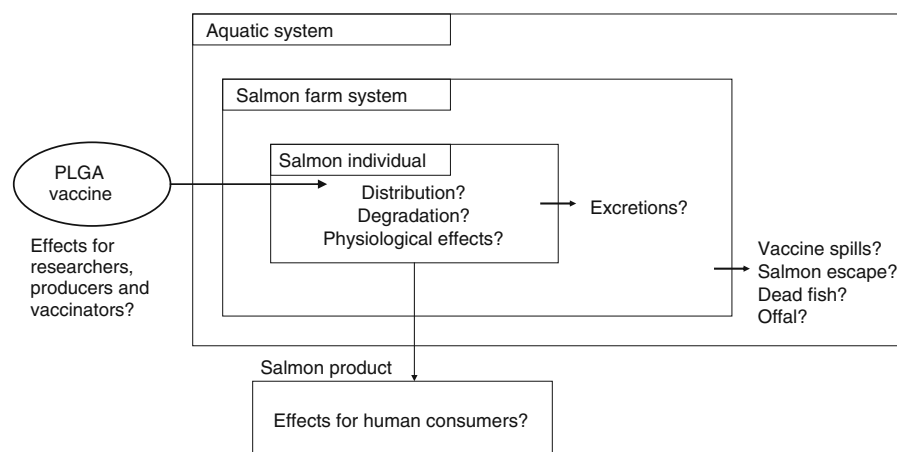 Aquatic system
Salmon farm system
Salmon individual
PLGA
vaccine
Distribution?
Degradation?
Physiological effects?
Excretions?
Effects for
researchers,
producers and
vaccinators?
Vaccine spills?
Salmon escape?
Dead fish?
Offal?
Salmon product
Effects for human consumers?